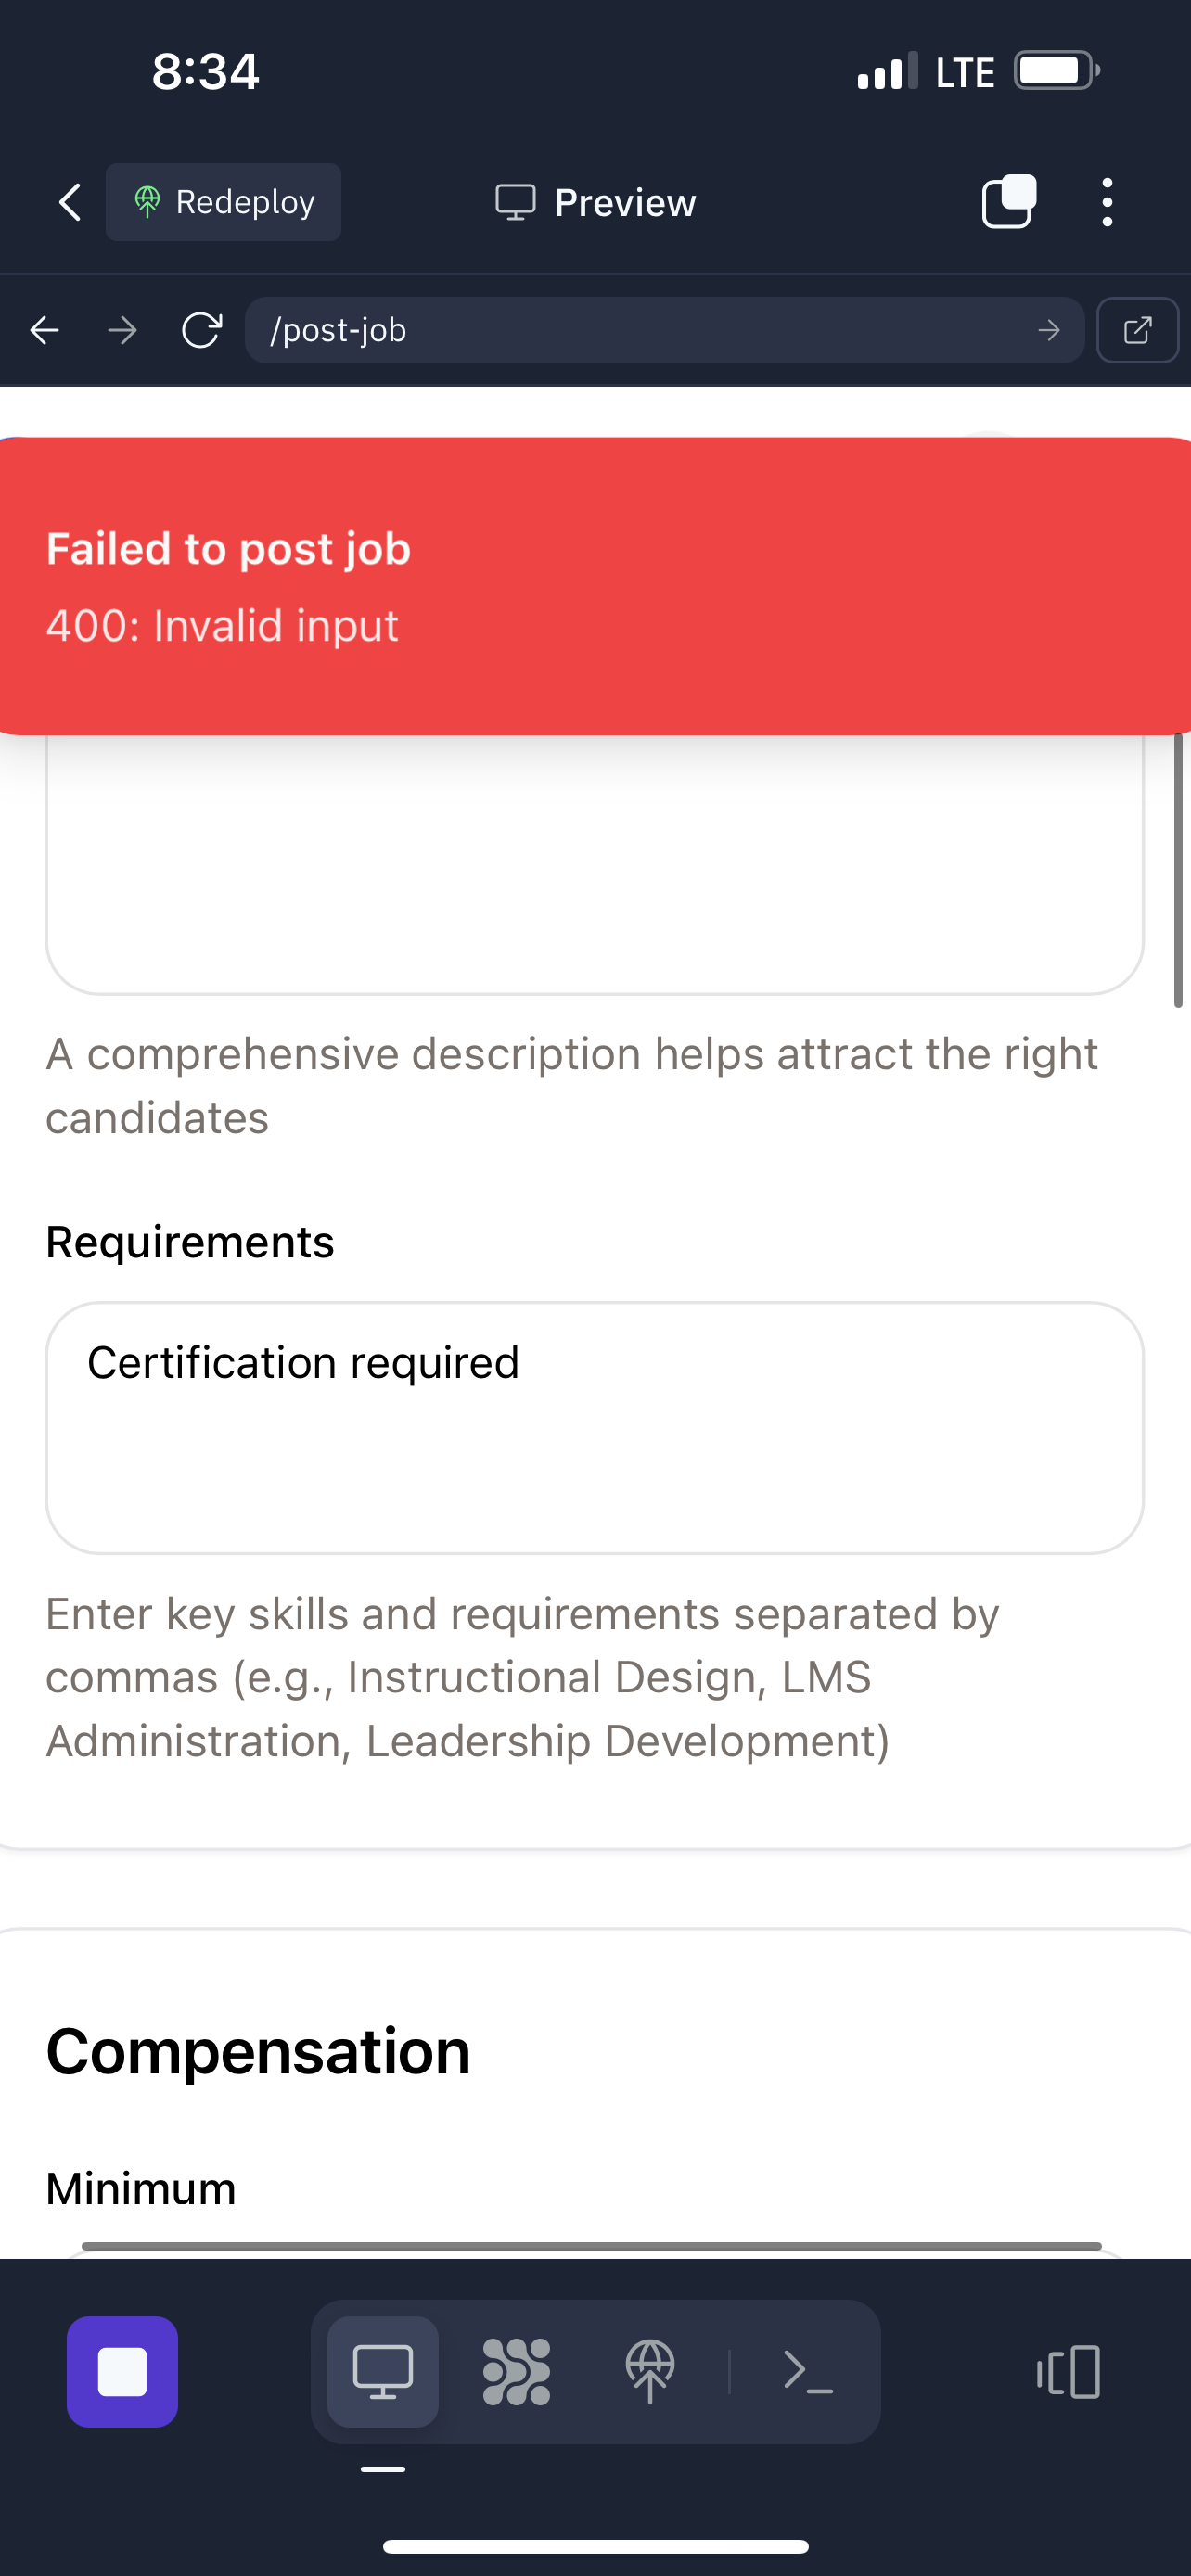 8:34
LTE
Redeploy
Preview
/post-job
Failed to post job
400: Invalid input
A comprehensive description helps attract the right
candidates
Requirements
Certification required
Enter key skills and requirements separated by
commas (e.g., Instructional Design, LMS
Administration, Leadership Development)
Compensation
Minimum